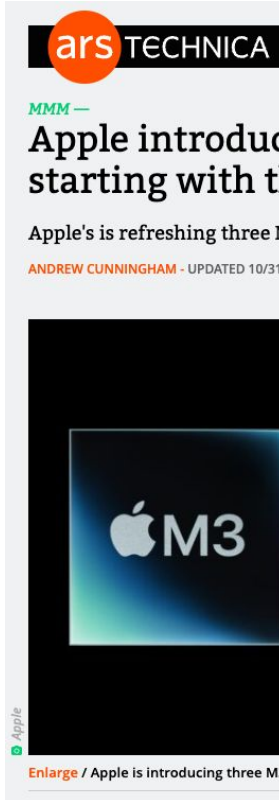 ars TECHNICA
MMM —
Apple introduc
starting with t
Apple's is refreshing three
ANDREW CUNNINGHAM - UPDATED 10/31
M3
Apple
Enlarge / Apple is introducing three M